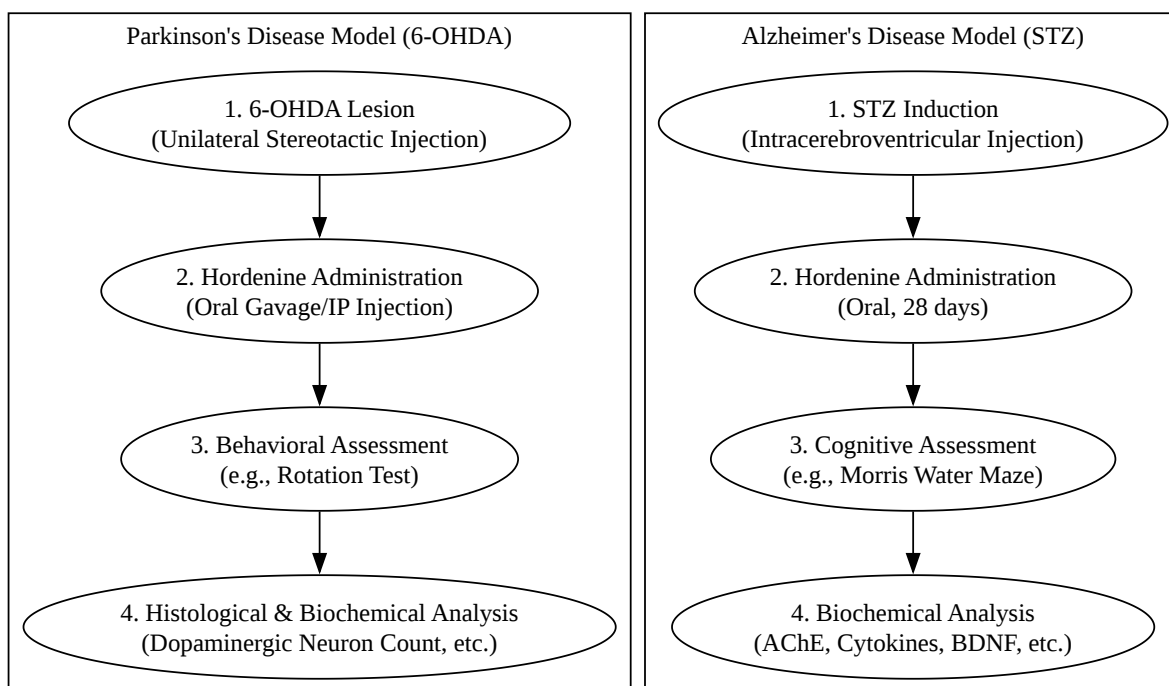 Parkinson's Disease Model (6-OHDA)
1. 6-OHDA Lesion
(Unilateral Stereotactic Injection)
2. Hordenine Administration
(Oral Gavage/IP Injection)
3. Behavioral Assessment
(e.g., Rotation Test)
4. Histological & Biochemical Analysis
(Dopaminergic Neuron Count, etc.)
Alzheimer's Disease Model (STZ)
1. STZ Induction
(Intracerebroventricular Injection)
2. Hordenine Administration
(Oral, 28 days)
3. Cognitive Assessment
(e.g., Morris Water Maze)
4. Biochemical Analysis
(AChE, Cytokines, BDNF, etc.)